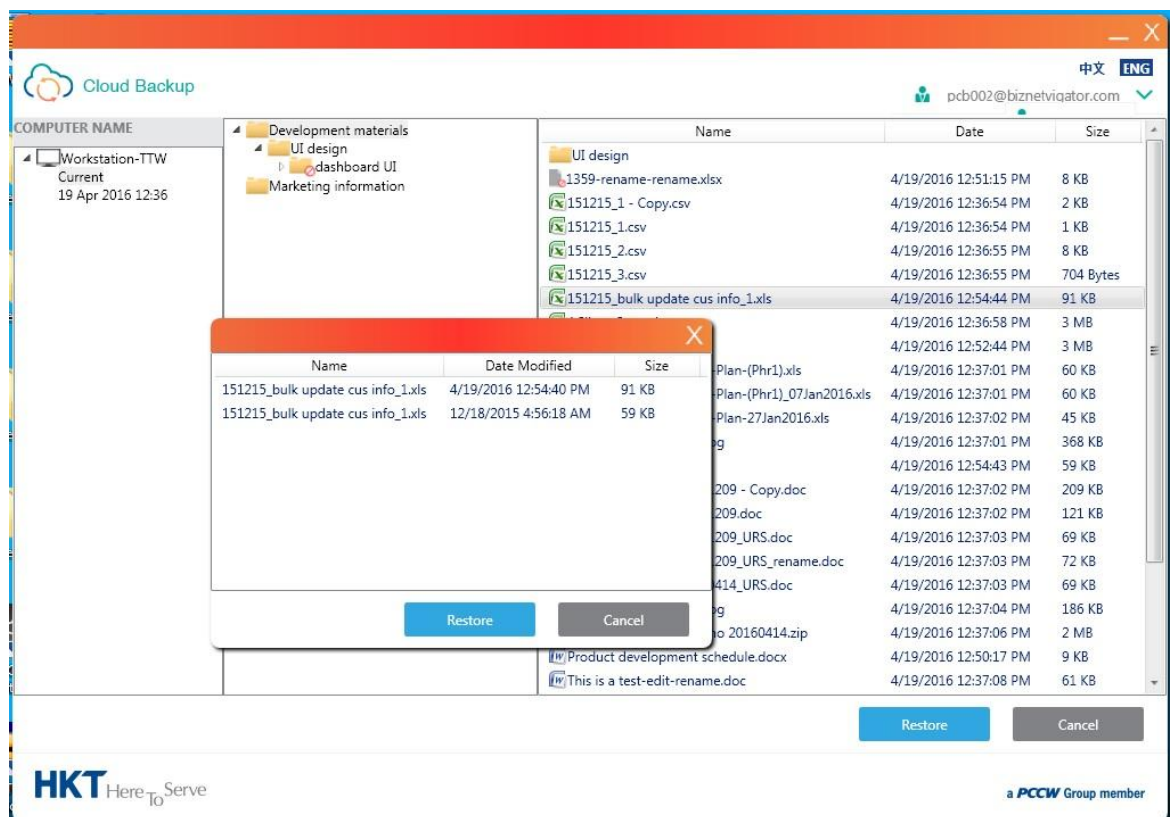 中文 ENG
Cloud Backup
pcb002@biznetvigator.com
COMPUTER NAME
Workstation-TTW
Current
19 Apr 2016 12:36
Development materials
UI design
dashboard UI
Marketing information
Name Date Size
UI design
1359-rename-rename.xlsx 4/19/2016 12:51:15 PM 8 KB
151215_1 - Copy.csv 4/19/2016 12:36:54 PM 2 KB
151215_1.csv 4/19/2016 12:36:54 PM 1 KB
151215_2.csv 4/19/2016 12:36:55 PM 8 KB
151215_3.csv 4/19/2016 12:36:55 PM 704 Bytes
151215_bulk update cus info_1.xls 4/19/2016 12:54:44 PM 91 KB
4/19/2016 12:36:58 PM 3 MB
4/19/2016 12:52:44 PM 3 MB
-Plan-(Phr1).xls 4/19/2016 12:37:01 PM 60 KB
-Plan-(Phr1)_07Jan2016.xls 4/19/2016 12:37:01 PM 60 KB
-Plan-27Jan2016.xls 4/19/2016 12:37:02 PM 45 KB
4/19/2016 12:37:01 PM 368 KB
4/19/2016 12:54:43 PM 59 KB
209 - Copy.doc 4/19/2016 12:37:02 PM 209 KB
209.doc 4/19/2016 12:37:02 PM 121 KB
209_URS.doc 4/19/2016 12:37:03 PM 69 KB
209_URS_rename.doc 4/19/2016 12:37:03 PM 72 KB
414_URS.doc 4/19/2016 12:37:03 PM 69 KB
4/19/2016 12:37:04 PM 186 KB
20160414.zip 4/19/2016 12:37:06 PM 2 MB
Product development schedule.docx 4/19/2016 12:50:17 PM 9 KB
This is a test-edit-rename.doc 4/19/2016 12:37:08 PM 61 KB
Name Date Modified Size
151215_bulk update cus info_1.xls 4/19/2016 12:54:40 PM 91 KB
151215_bulk update cus info_1.xls 12/18/2015 4:56:18 AM 59 KB
Restore Cancel
Restore Cancel
HKT Here To Serve
a PCCW Group member